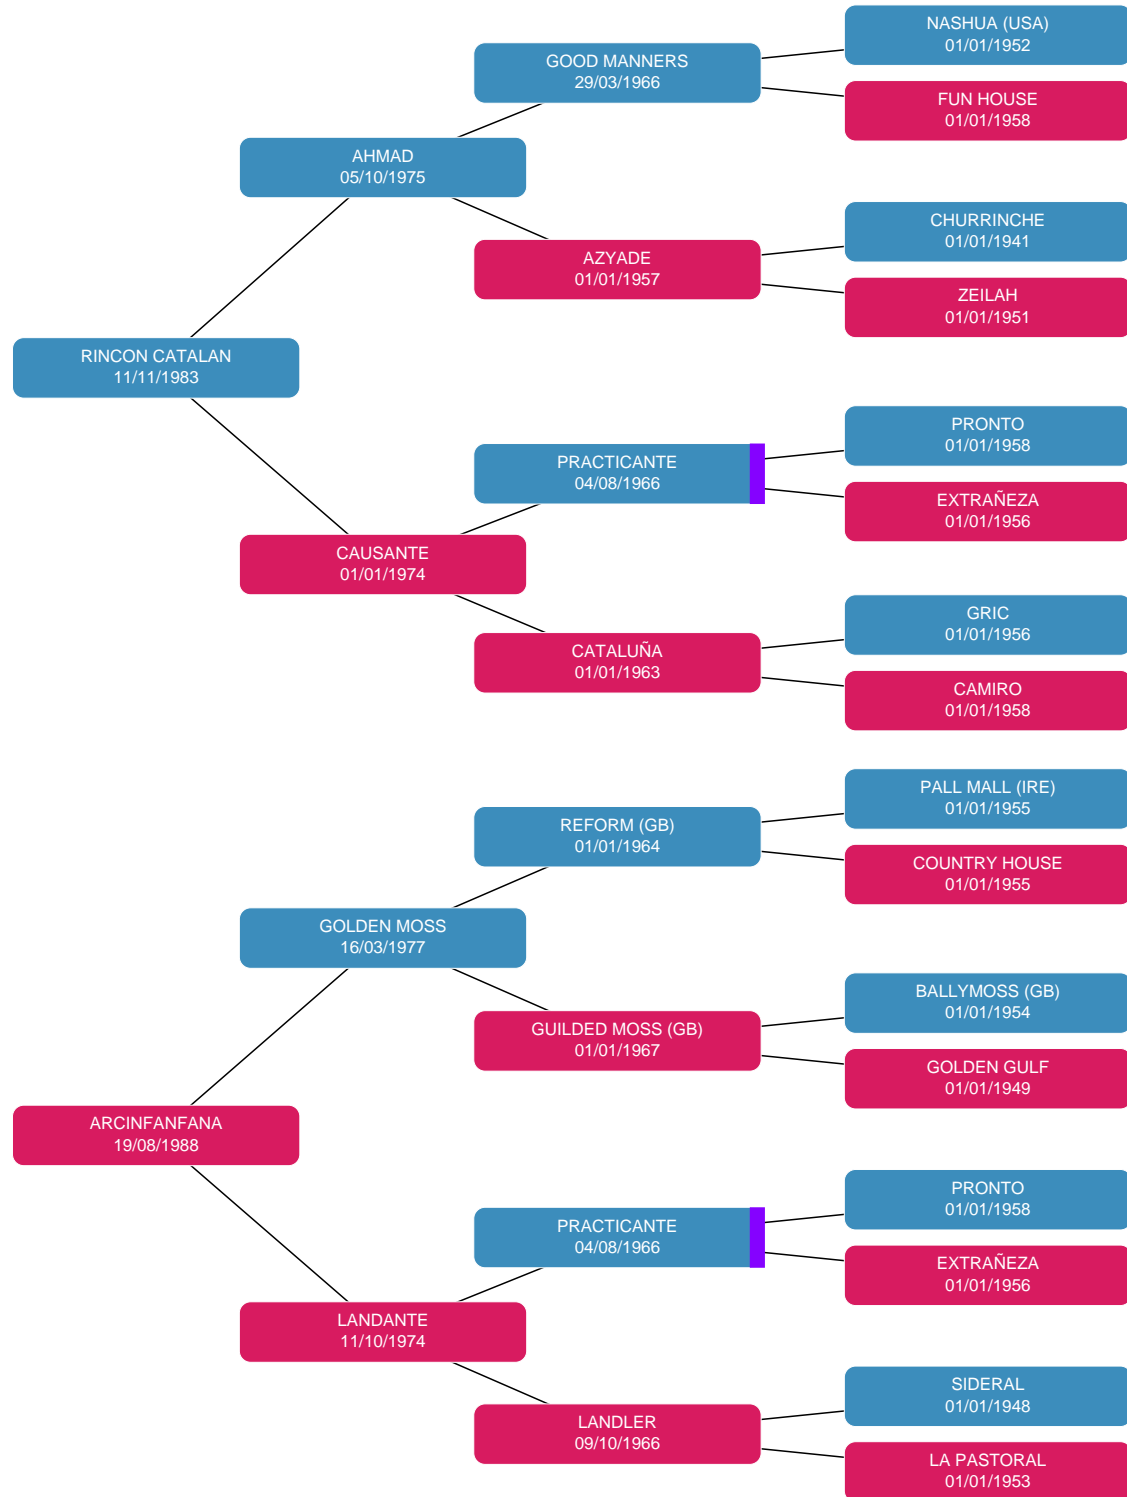 NASHUA (USA)
01/01/1952
GOOD MANNERS
29/03/1966
FUN HOUSE
01/01/1958
AHMAD
05/10/1975
CHURRINCHE
01/01/1941
AZYADE
01/01/1957
ZEILAH
01/01/1951
RINCON CATALAN
11/11/1983
PRONTO
01/01/1958
PRACTICANTE
04/08/1966
EXTRAÑEZA
01/01/1956
CAUSANTE
01/01/1974
GRIC
01/01/1956
CATALUÑA
01/01/1963
CAMIRO
01/01/1958
PALL MALL (IRE)
01/01/1955
REFORM (GB)
01/01/1964
COUNTRY HOUSE
01/01/1955
GOLDEN MOSS
16/03/1977
BALLYMOSS (GB)
01/01/1954
GUILDED MOSS (GB)
01/01/1967
GOLDEN GULF
01/01/1949
ARCINFANFANA
19/08/1988
PRONTO
01/01/1958
PRACTICANTE
04/08/1966
EXTRAÑEZA
01/01/1956
LANDANTE
11/10/1974
SIDERAL
01/01/1948
LANDLER
09/10/1966
LA PASTORAL
01/01/1953